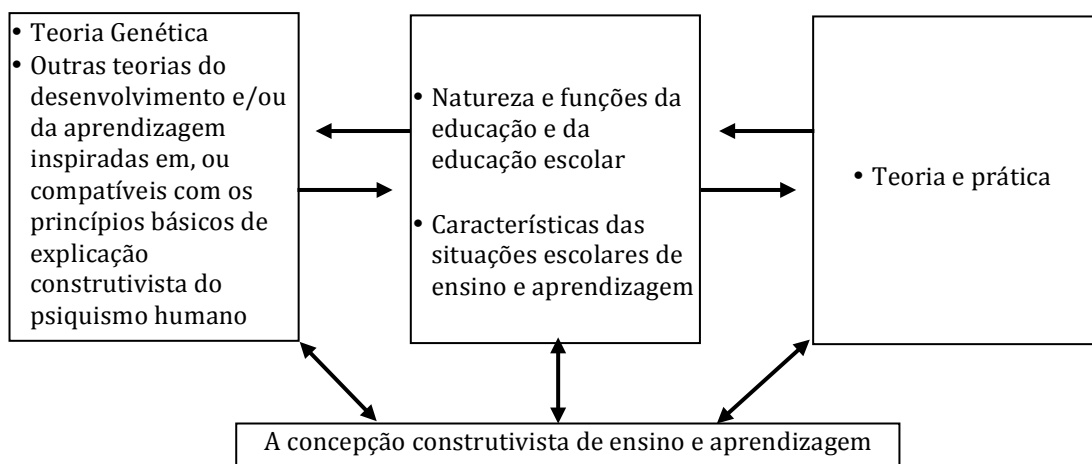 • Teoria Genética
• Outras teorias do
desenvolvimento e/ou
da aprendizagem
inspiradas em, ou
compatíveis com os
princípios básicos de
explicação
construtivista do
psiquismo humano
• Natureza e funções da
educação e da
educação escolar
• Características das
situações escolares de
ensino e aprendizagem
• Teoria e prática
A concepção construtivista de ensino e aprendizagem